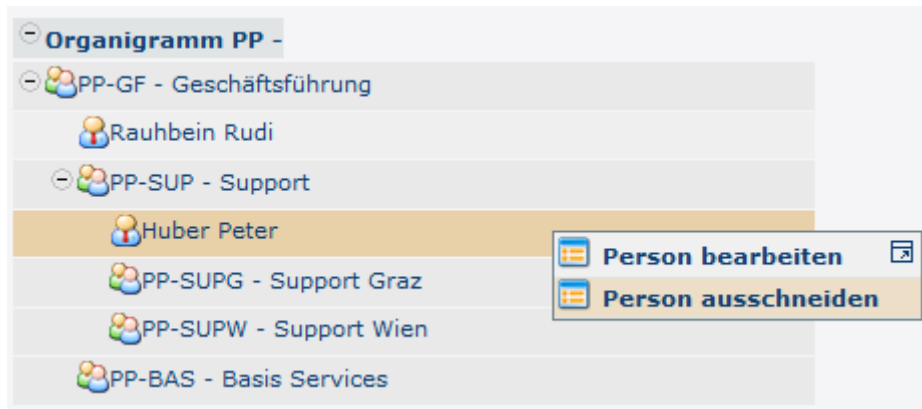 Organigramm PP -
PP-GF - Geschäftsführung
Rauhbein Rudi
PP-SUP - Support
Huber Peter
Person bearbeiten
Person ausschneiden
PP-SUPG - Support Graz
PP-SUPW - Support Wien
PP-BAS - Basis Services